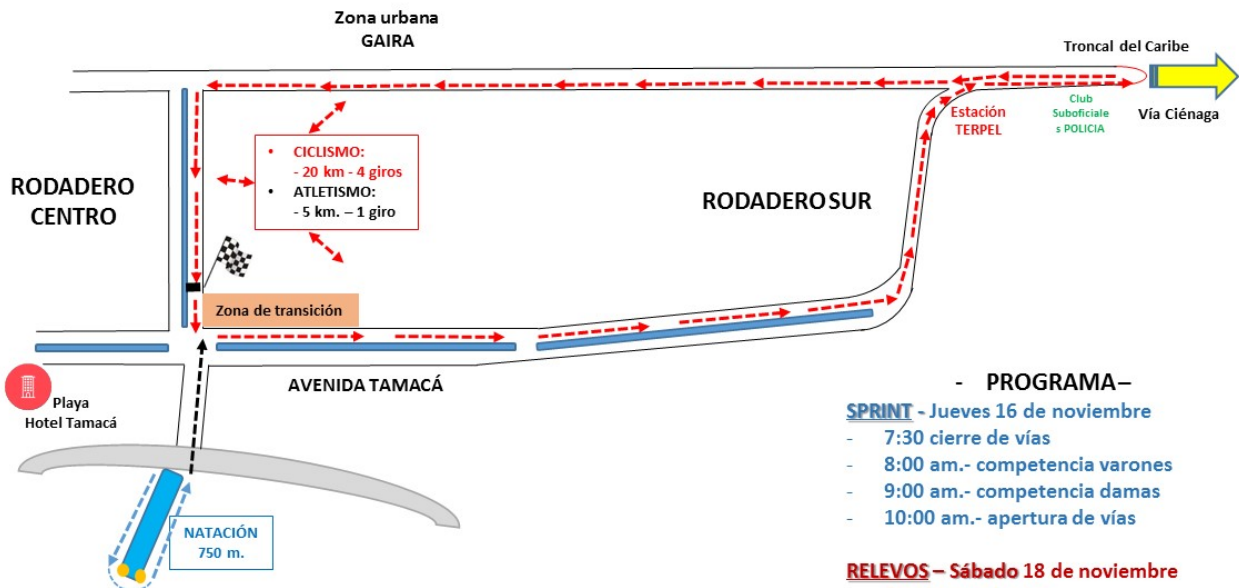 Zona urbana
GAIRA
Troncal del Caribe
Vía Ciénaga
Estación
TERPEL
Club
Suboficiale
s POLICIA
RODADERO
CENTRO
• CICLISMO:
- 20 km - 4 giros
• ATLETISMO:
- 5 km. – 1 giro
RODADERO SUR
Zona de transición
AVENIDA TAMACÁ
Playa
Hotel Tamacá
NATACIÓN
750 m.
- PROGRAMA –
SPRINT - Jueves 16 de noviembre
- 7:30 cierre de vías
- 8:00 am.- competencia varones
- 9:00 am.- competencia damas
- 10:00 am.- apertura de vías
RELEVOS – Sábado 18 de noviembre